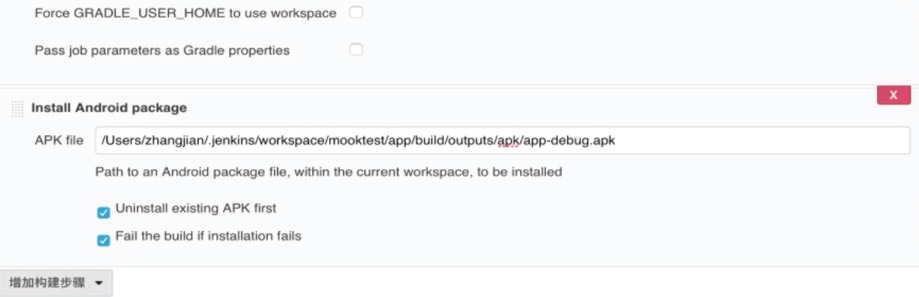 Force GRADLE_USER_HOME to use workspace
Pass job parameters as Gradle properties
X
Install Android package
APK file /Users/zhangjian/.jenkins/workspace/mooktest/app/build/outputs/apk/app-debug.apk
Path to an Android package file, within the current workspace, to be installed
Uninstall existing APK first
Fail the build if installation fails
增加构建步骤